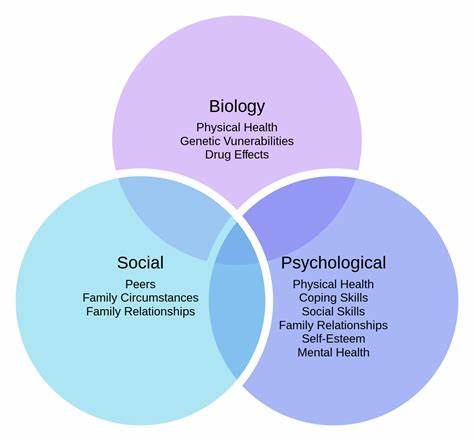 Biology
Physical Health
Genetic Vunerabilities
Drug Effects
Social
Peers
Family Circumstances
Family Relationships
Psychological
Physical Health
Coping Skills
Social Skills
Family Relationships
Self-Esteem
Mental Health